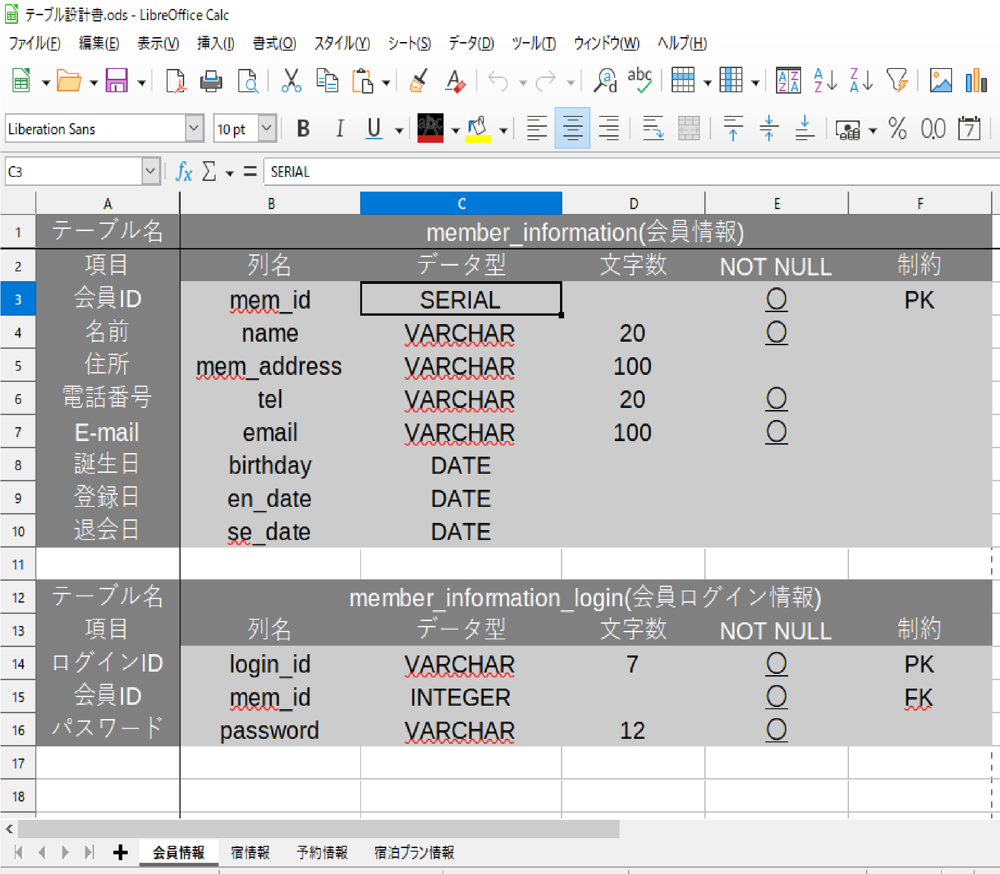 テーブル設計書.ods - LibreOffice Calc
ファイル(F) 編集(E) 表示(V) 挿入(I) 書式(O) スタイル(Y) シート(S) データ(D) ツール(T) ウィンドウ(W) ヘルプ(H)
Liberation Sans 10 pt B I U abc % 0.0 7
C3 fx Σ = SERIAL
A B C D E F
1 テーブル名 member_information(会員情報)
2 項目 列名 データ型 文字数 NOT NULL 制約
3 会員ID mem_id SERIAL 〇 PK
4 名前 name VARCHAR 20 〇
5 住所 mem_address VARCHAR 100
6 電話番号 tel VARCHAR 20 〇
7 E-mail email VARCHAR 100 〇
8 誕生日 birthday DATE
9 登録日 en_date DATE
10 退会日 se_date DATE
11
12 テーブル名 member_information_login(会員ログイン情報)
13 項目 列名 データ型 文字数 NOT NULL 制約
14 ログインID login_id VARCHAR 7 〇 PK
15 会員ID mem_id INTEGER 〇 FK
16 パスワード password VARCHAR 12 〇
17
18
会員情報 宿情報 予約情報 宿泊プラン情報